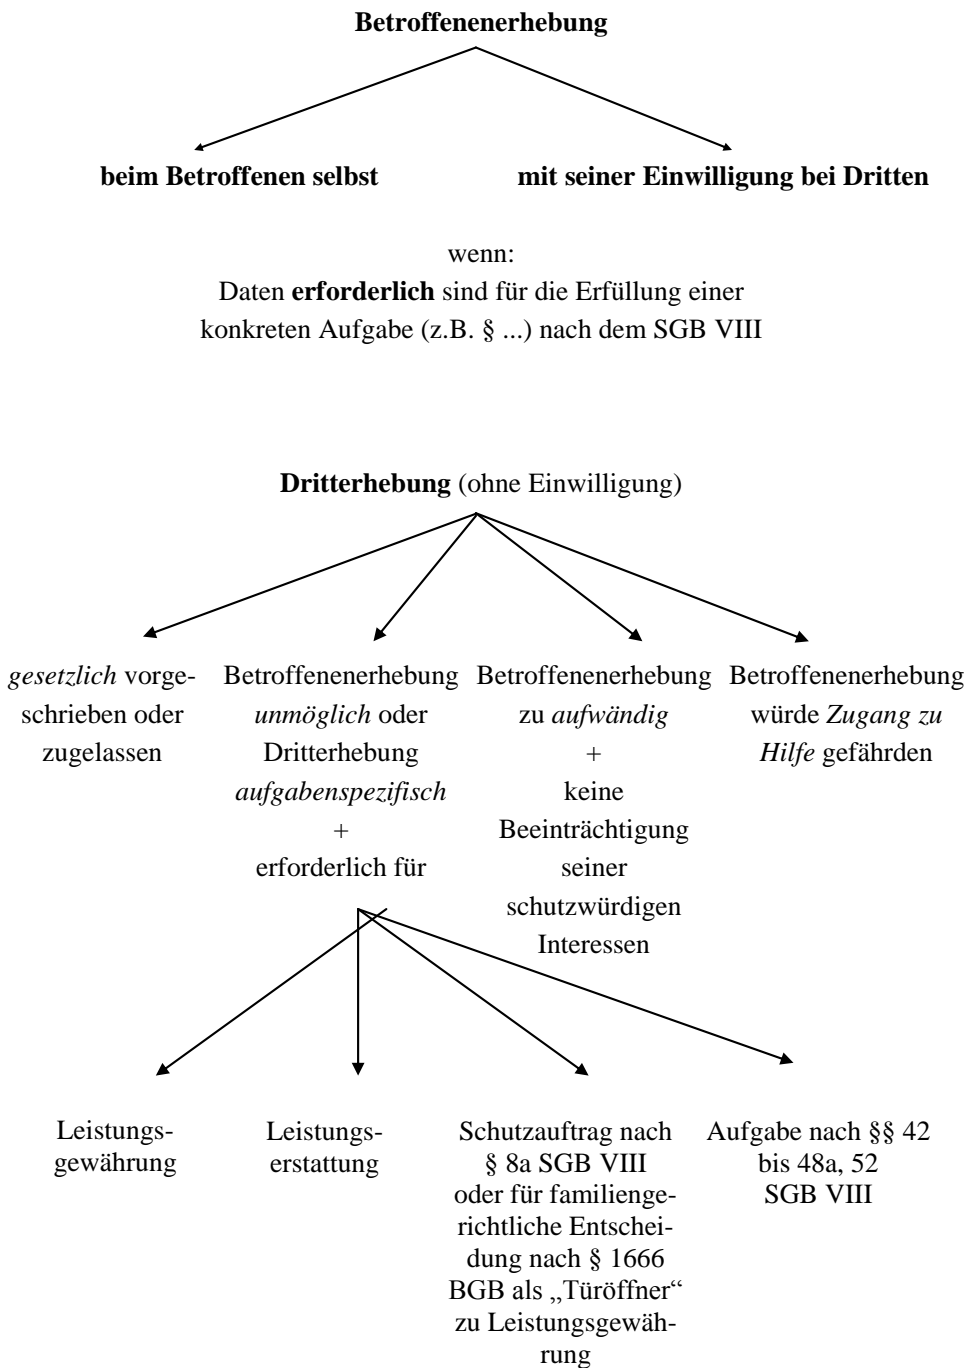 Betroffenenerhebung
beim Betroffenen selbst
mit seiner Einwilligung bei Dritten
wenn:
Daten erforderlich sind für die Erfüllung einer
konkreten Aufgabe (z.B. § ...) nach dem SGB VIII
Dritterhebung (ohne Einwilligung)
gesetzlich vorge-
schrieben oder
zugelassen
Betroffenenerhebung
unmöglich oder
Dritterhebung
aufgabenspezifisch
+
erforderlich für
Betroffenenerhebung
zu aufwändig
+
keine
Beeinträchtigung
seiner
schutzwürdigen
Interessen
Betroffenenerhebung
würde Zugang zu
Hilfe gefährden
Leistungs-
gewährung
Leistungs-
erstattung
Schutzauftrag nach
§ 8a SGB VIII
oder für familienge-
richtliche Entschei-
dung nach § 1666
BGB als „Türöffner“
zu Leistungsgewäh-
rung
Aufgabe nach §§ 42
bis 48a, 52
SGB VIII